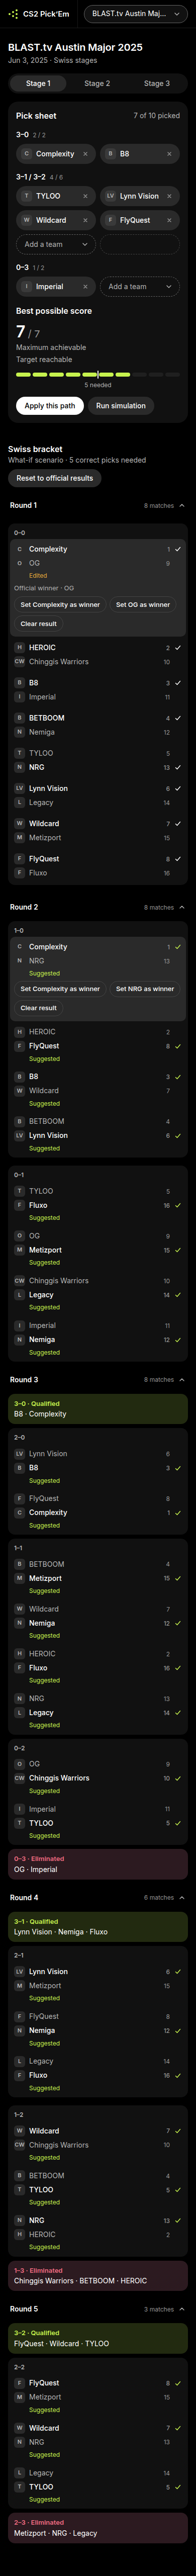 CS2 Pick'Em
BLAST.tv Austin Maj...
BLAST.tv Austin Major 2025
Jun 3, 2025 · Swiss stages
Stage 1
Stage 2
Stage 3
Pick sheet
7 of 10 picked
3–0 2 / 2
C Complexity ×
B B8 ×
3–1 / 3–2 4 / 6
T TYLOO ×
LV Lynn Vision ×
W Wildcard ×
F FlyQuest ×
Add a team
0–3 1 / 2
I Imperial ×
Add a team
Best possible score
7 / 7
Maximum achievable
Target reachable
5 needed
Apply this path
Run simulation
Swiss bracket
What-if scenario · 5 correct picks needed
Reset to official results
Round 1
8 matches
0–0
C Complexity 1
O OG 9
Edited
Official winner · OG
Set Complexity as winner
Set OG as winner
Clear result
H HEROIC 2
CW Chinggis Warriors 10
B B8 3
I Imperial 11
B BETBOOM 4
N Nemiga 12
T TYLOO 5
N NRG 13
LV Lynn Vision 6
L Legacy 14
W Wildcard 7
M Metizport 15
F FlyQuest 8
F Fluxo 16
Round 2
8 matches
1–0
C Complexity 1
N NRG 13
Suggested
Set Complexity as winner
Set NRG as winner
Clear result
H HEROIC 2
F FlyQuest 8
Suggested
B B8 3
W Wildcard 7
Suggested
B BETBOOM 4
LV Lynn Vision 6
Suggested
0–1
T TYLOO 5
F Fluxo 16
Suggested
O OG 9
M Metizport 15
Suggested
CW Chinggis Warriors 10
L Legacy 14
Suggested
I Imperial 11
N Nemiga 12
Suggested
Round 3
8 matches
3–0 · Qualified
B8 · Complexity
2–0
LV Lynn Vision 6
B B8 3
Suggested
F FlyQuest 8
C Complexity 1
Suggested
1–1
B BETBOOM 4
M Metizport 15
Suggested
W Wildcard 7
N Nemiga 12
Suggested
H HEROIC 2
F Fluxo 16
Suggested
N NRG 13
L Legacy 14
Suggested
0–2
O OG 9
CW Chinggis Warriors 10
Suggested
I Imperial 11
T TYLOO 5
Suggested
0–3 · Eliminated
OG · Imperial
Round 4
6 matches
3–1 · Qualified
Lynn Vision · Nemiga · Fluxo
2–1
LV Lynn Vision 6
M Metizport 15
Suggested
F FlyQuest 8
N Nemiga 12
Suggested
L Legacy 14
F Fluxo 16
Suggested
1–2
W Wildcard 7
CW Chinggis Warriors 10
Suggested
B BETBOOM 4
T TYLOO 5
Suggested
N NRG 13
H HEROIC 2
Suggested
1–3 · Eliminated
Chinggis Warriors · BETBOOM · HEROIC
Round 5
3 matches
3–2 · Qualified
FlyQuest · Wildcard · TYLOO
2–2
F FlyQuest 8
M Metizport 15
Suggested
W Wildcard 7
N NRG 13
Suggested
L Legacy 14
T TYLOO 5
Suggested
2–3 · Eliminated
Metizport · NRG · Legacy